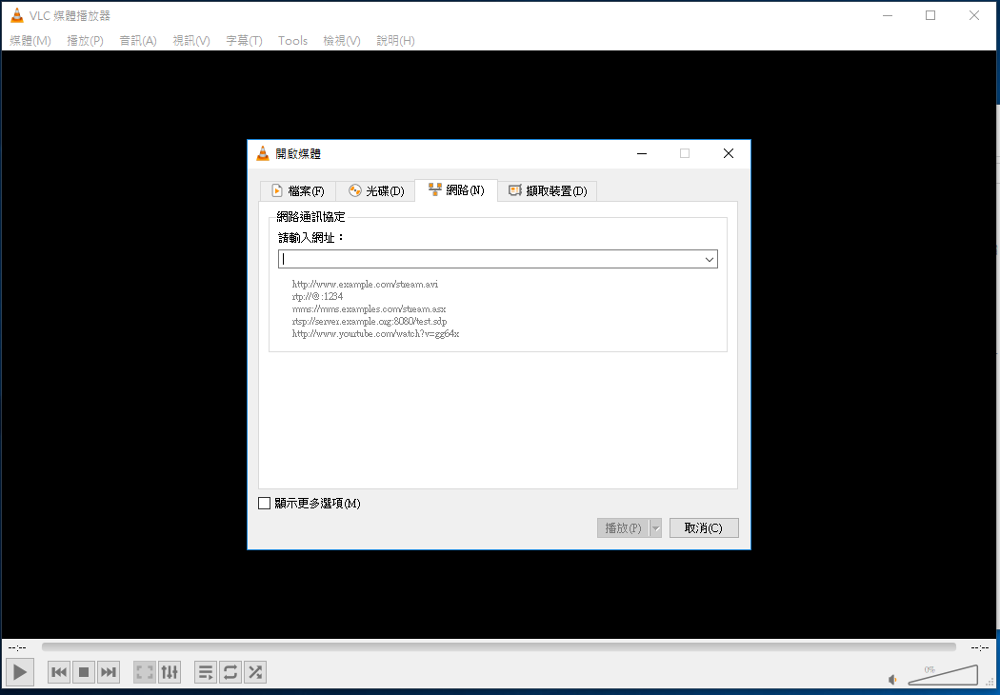 VLC 媒體播放器
媒體(M) 播放(P) 音訊(A) 視訊(V) 字幕(T) Tools 檢視(V) 說明(H)
開啟媒體
檔案(F) 光碟(D) 網路(N) 擷取裝置(D)
網路通訊協定
請輸入網址：
http://www.example.com/stream.avi
rtp://@:1234
mms://mms.examples.com/stream.asx
rtsp://server.example.org:8080/test.sdp
http://www.yourtube.com/watch?v=gg64x
顯示更多選項(M)
播放(P) 取消(C)
--:-- --:--
0%